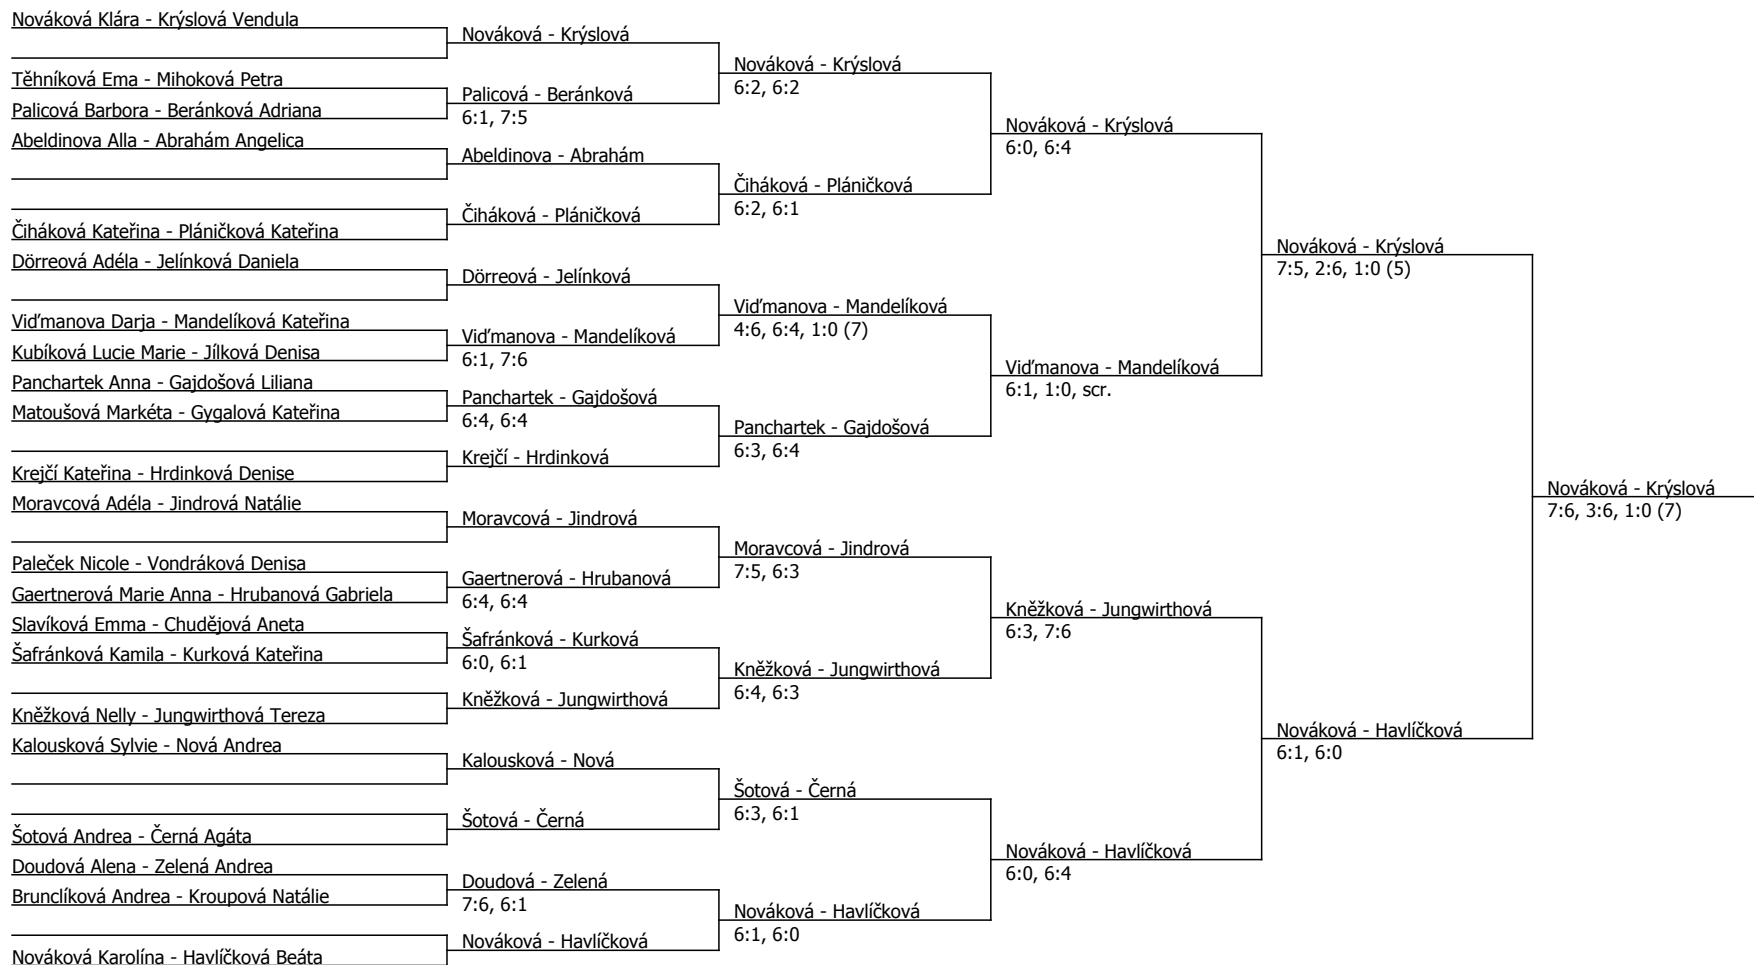 Nováková Klára - Krýslová Vendula
Těhníková Ema - Mihoková Petra
Palicová Barbora - Beránková Adriana
Abeldinova Alla - Abrahám Angelica
Čiháková Kateřina - Pláničková Kateřina
Dörreová Adéla - Jelínková Daniela
Viďmanova Darja - Mandelíková Kateřina
Kubíková Lucie Marie - Jílková Denisa
Panchartek Anna - Gajdošová Liliana
Matoušová Markéta - Gygalová Kateřina
Krejčí Kateřina - Hrdinková Denise
Moravcová Adéla - Jindrová Natálie
Paleček Nicole - Vondráková Denisa
Gaertnerová Marie Anna - Hrubanová Gabriela
Slavíková Emma - Chudějová Aneta
Šafránková Kamila - Kurková Kateřina
Kněžková Nelly - Jungwirthová Tereza
Kalousková Sylvie - Nová Andrea
Šotová Andrea - Černá Agáta
Doudová Alena - Zelená Andrea
Brunclíková Andrea - Kroupová Natálie
Nováková Karolína - Havlíčková Beáta
Nováková - Krýslová
Palicová - Beránková
6:1, 7:5
Abeldinova - Abrahám
Čiháková - Pláničková
Dörreová - Jelínková
Viďmanova - Mandelíková
6:1, 7:6
Panchartek - Gajdošová
6:4, 6:4
Krejčí - Hrdinková
Moravcová - Jindrová
Gaertnerová - Hrubanová
6:4, 6:4
Šafránková - Kurková
6:0, 6:1
Kněžková - Jungwirthová
Kalousková - Nová
Šotová - Černá
Doudová - Zelená
7:6, 6:1
Nováková - Havlíčková
Nováková - Krýslová
6:2, 6:2
Čiháková - Pláničková
6:2, 6:1
Viďmanova - Mandelíková
4:6, 6:4, 1:0 (7)
Panchartek - Gajdošová
6:3, 6:4
Moravcová - Jindrová
7:5, 6:3
Kněžková - Jungwirthová
6:4, 6:3
Šotová - Černá
6:3, 6:1
Nováková - Havlíčková
6:1, 6:0
Nováková - Krýslová
6:0, 6:4
Viďmanova - Mandelíková
6:1, 1:0, scr.
Kněžková - Jungwirthová
6:3, 7:6
Nováková - Havlíčková
6:0, 6:4
Nováková - Krýslová
7:5, 2:6, 1:0 (5)
Nováková - Havlíčková
6:1, 6:0
Nováková - Krýslová
7:6, 3:6, 1:0 (7)